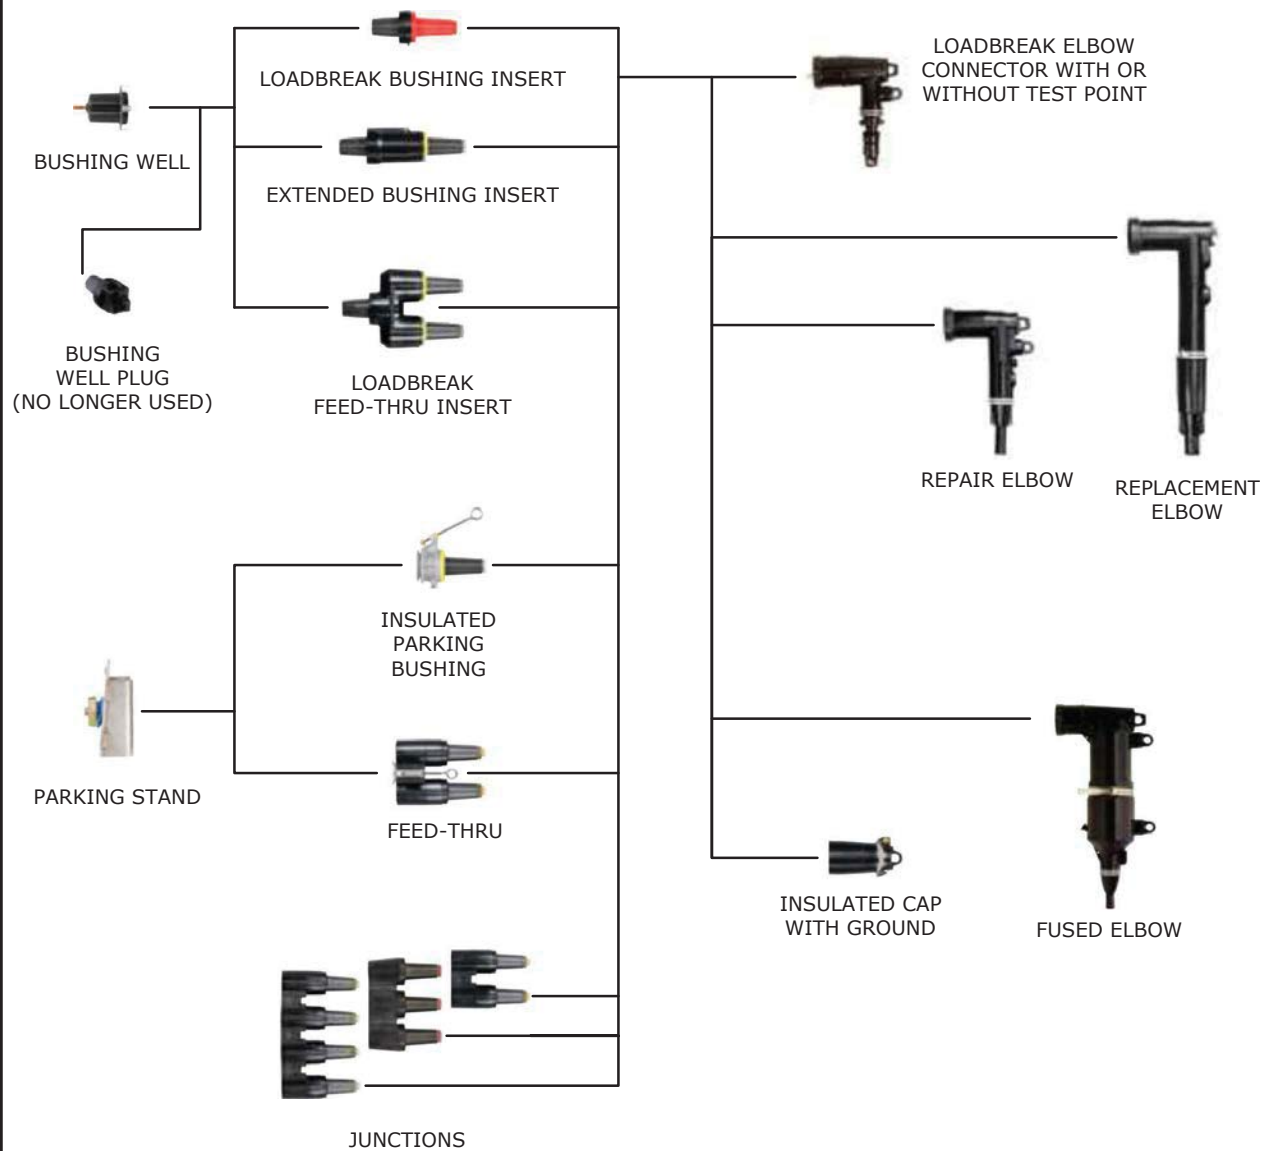 LOADBREAK BUSHING INSERT
LOADBREAK ELBOW
CONNECTOR WITH OR
WITHOUT TEST POINT
BUSHING WELL
EXTENDED BUSHING INSERT
BUSHING
WELL PLUG
(NO LONGER USED)
LOADBREAK
FEED-THRU INSERT
REPAIR ELBOW
REPLACEMENT
ELBOW
INSULATED
PARKING
BUSHING
PARKING STAND
FEED-THRU
INSULATED CAP
WITH GROUND
FUSED ELBOW
JUNCTIONS